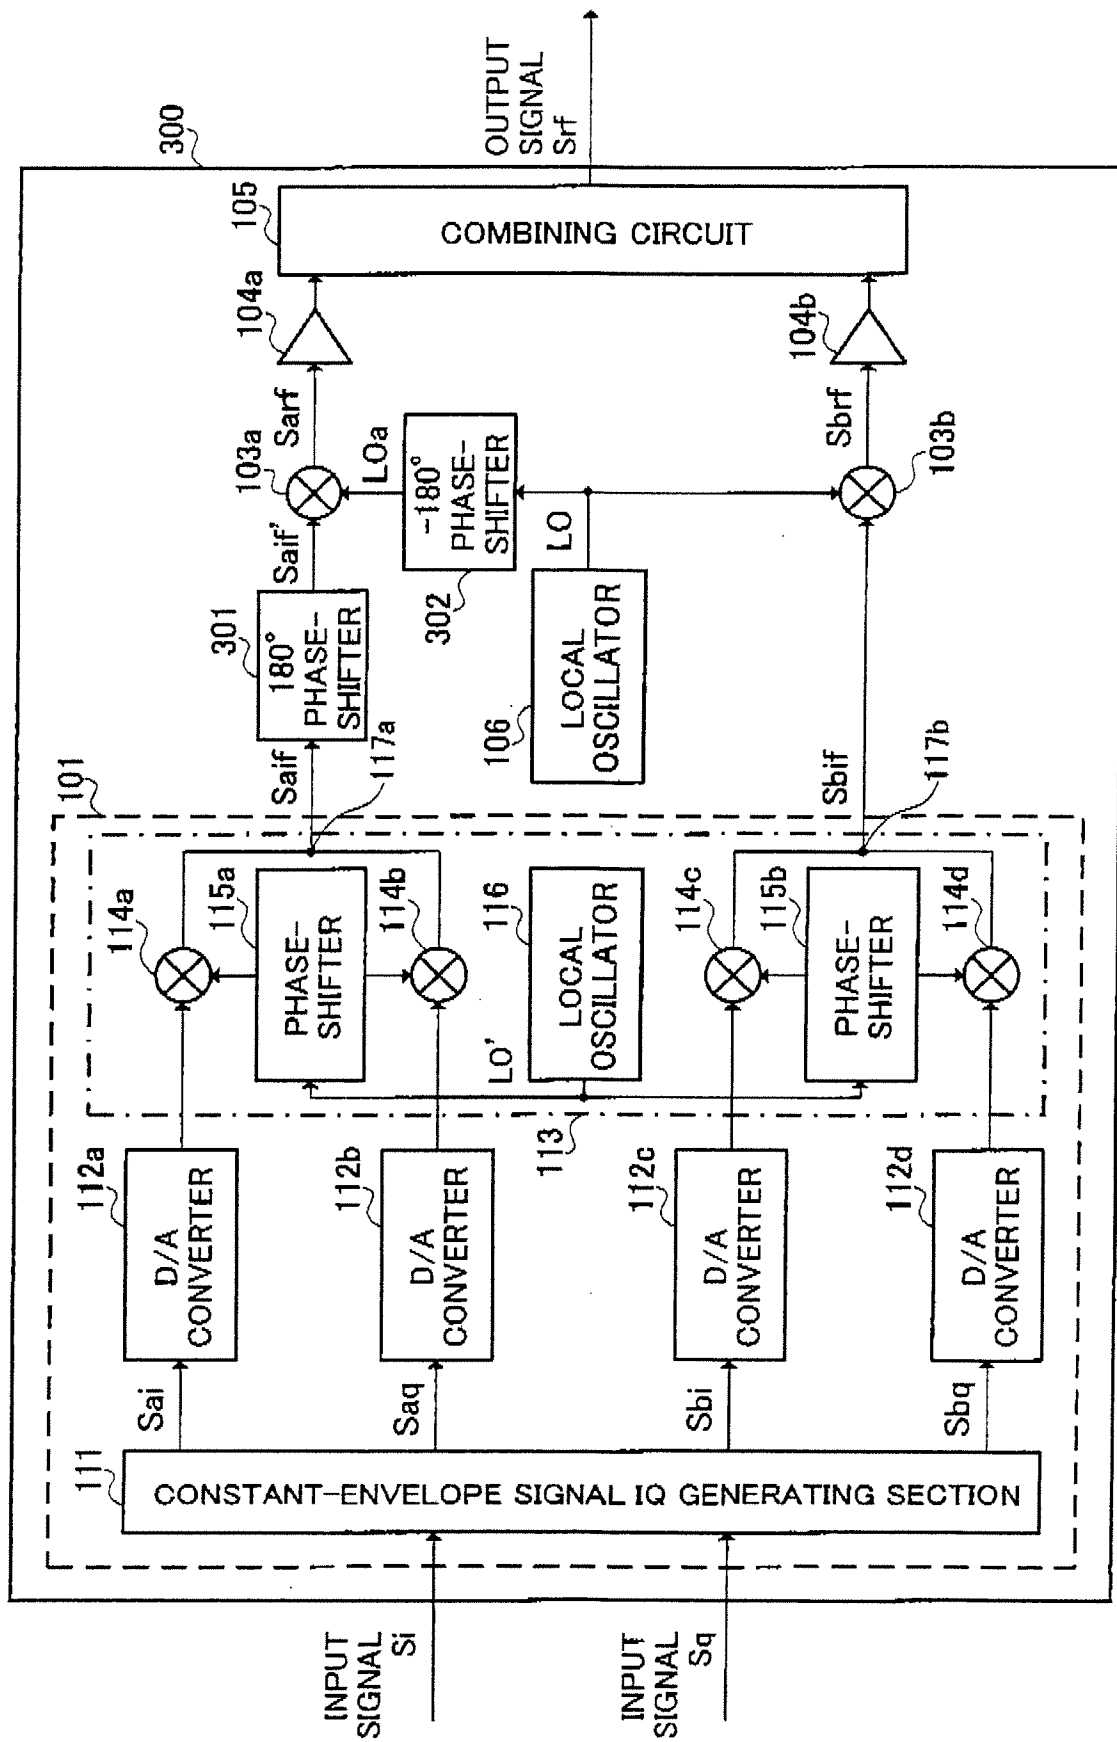 300
101
111
CONSTANT-ENVELOPE SIGNAL IQ GENERATING SECTION
INPUT
SIGNAL
Si
INPUT
SIGNAL
Sq
Sai
Saq
Sbi
Sbq
112a
D/A
CONVERTER
112b
D/A
CONVERTER
112c
D/A
CONVERTER
112d
D/A
CONVERTER
113
114a
115a
PHASE-
SHIFTER
114b
LO'
116
LOCAL
OSCILLATOR
114c
115b
PHASE-
SHIFTER
114d
Saif
117a
Sbif
117b
301
180°
PHASE-
SHIFTER
Saif'
103a
Sarf
LOa
302
-180°
PHASE-
SHIFTER
LO
106
LOCAL
OSCILLATOR
Sbrf
103b
104a
104b
105
COMBINING CIRCUIT
OUTPUT
SIGNAL
Srf